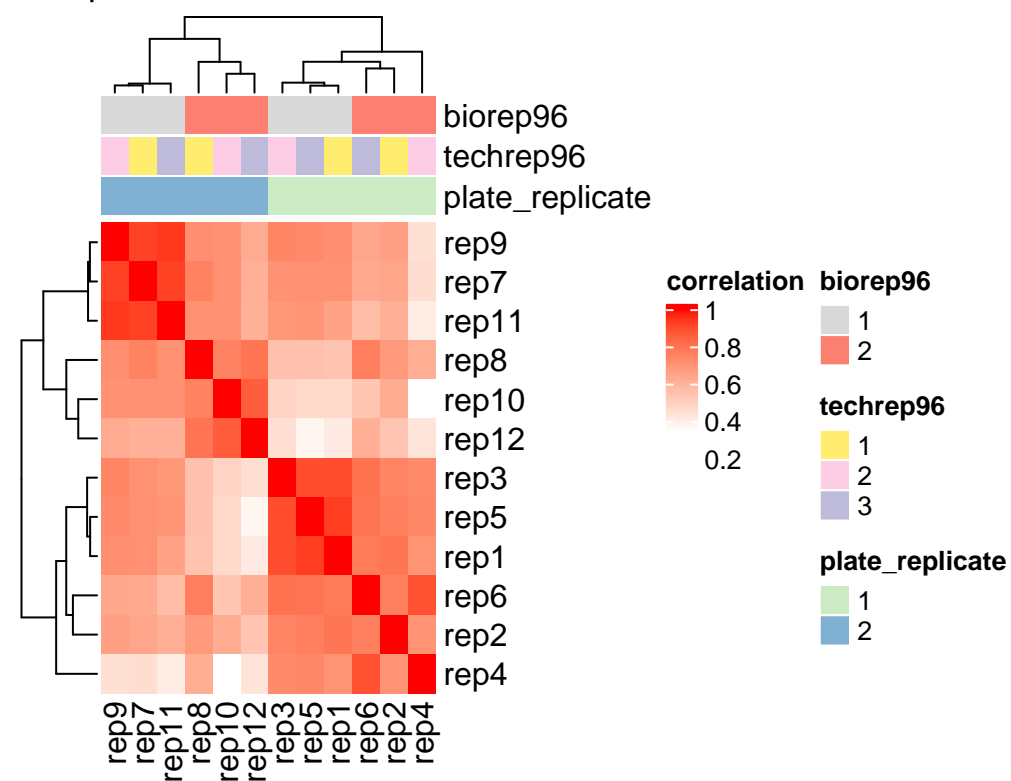 biorep96
techrep96
plate_replicate
rep9
rep7
rep11
rep8
rep10
rep12
rep3
rep5
rep1
rep6
rep2
rep4
rep9
rep7
rep11
rep8
rep10
rep12
rep3
rep5
rep1
rep6
rep2
rep4
correlation
1
0.8
0.6
0.4
0.2
biorep96
1
2
techrep96
1
2
3
plate_replicate
1
2